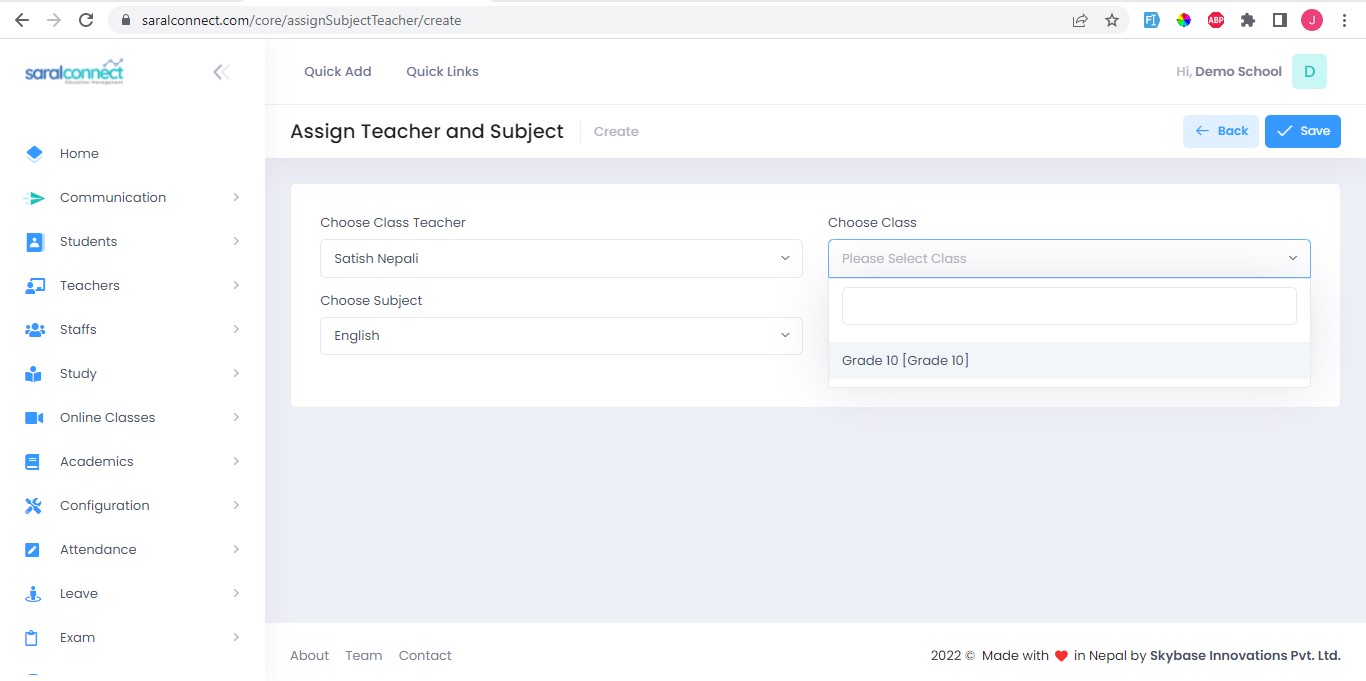 saralconnect.com/core/assignSubjectTeacher/create
ABP
J
saralconnect
Education Management
Quick Add
Quick Links
Hi, Demo School
D
Assign Teacher and Subject
Create
Back
Save
Home
Communication
Students
Teachers
Staffs
Study
Online Classes
Academics
Configuration
Attendance
Leave
Exam
Choose Class Teacher
Satish Nepali
Choose Subject
English
Choose Class
Please Select Class
Grade 10 [Grade 10]
About
Team
Contact
2022 © Made with ❤ in Nepal by Skybase Innovations Pvt. Ltd.